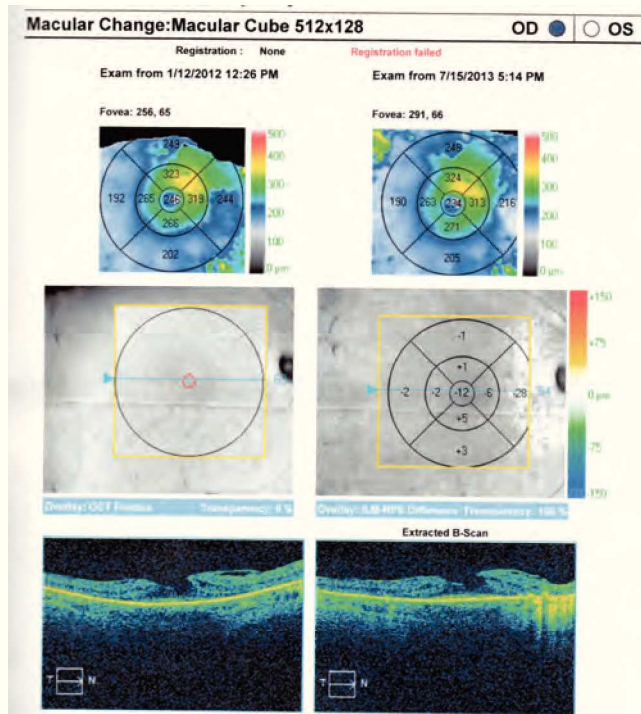 Macular Change:Macular Cube 512x128 OD OS
Registration : None Registration failed
Exam from 1/12/2012 12:26 PM Exam from 7/15/2013 5:14 PM
Fovea: 256, 65 Fovea: 291, 66
249
323
192 265 246 319 244
266
202
500
400
300
200
100
0 µm
248
324
190 263 234 313 216
271
205
500
400
300
200
100
0 µm
-1
+1
-2 -2 -12 -6 -28
+5
+3
64
+150
+75
0 µm
-75
-150
Overlay: OCT Fundus Transparency: 0 %
Overlay: ILM-RPE Difference Transparency: 100 %
Extracted B-Scan
T N
T N